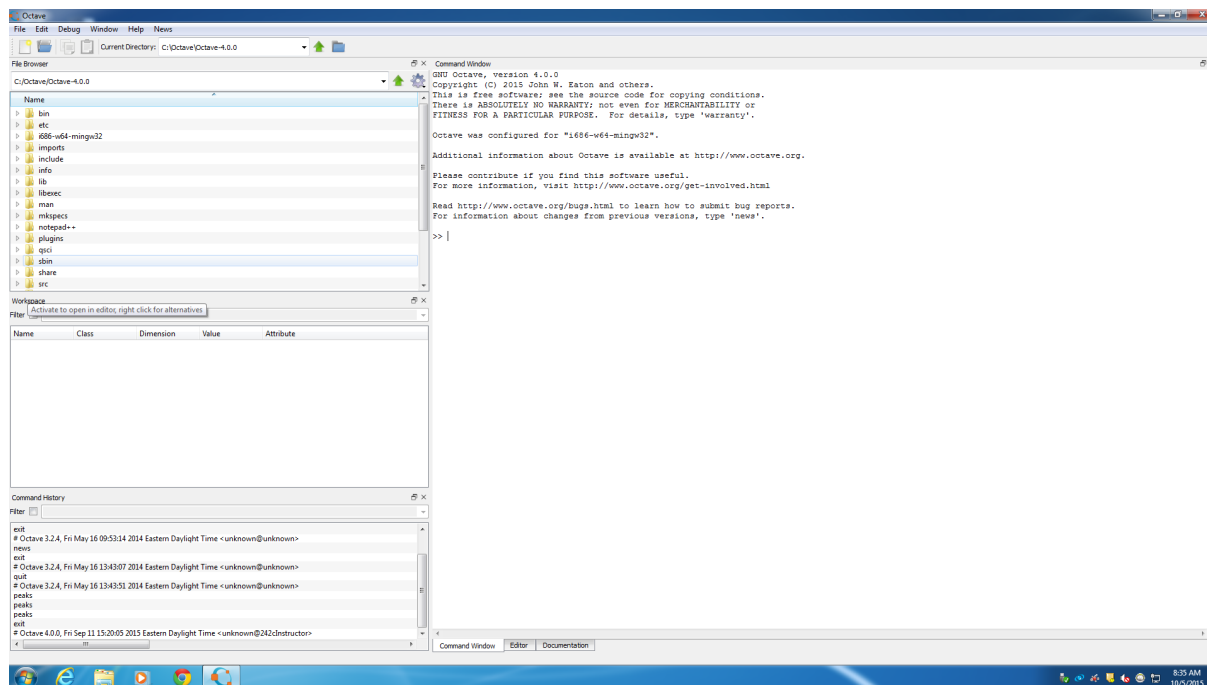 Octave
File Edit Debug Window Help News
Current Directory: C:\Octave\Octave-4.0.0
File Browser
C:/Octave/Octave-4.0.0
Name
bin
etc
i686-w64-mingw32
imports
include
info
lib
libexec
man
mkspecs
notepad++
plugins
qsci
sbin
share
src
Workspace
Activate to open in editor, right click for alternatives
Filter
Name Class Dimension Value Attribute
Command History
Filter
exit
# Octave 3.2.4, Fri May 16 09:53:14 2014 Eastern Daylight Time <unknown@unknown>
news
exit
# Octave 3.2.4, Fri May 16 13:43:07 2014 Eastern Daylight Time <unknown@unknown>
quit
# Octave 3.2.4, Fri May 16 13:43:51 2014 Eastern Daylight Time <unknown@unknown>
peaks
peaks
peaks
exit
# Octave 4.0.0, Fri Sep 11 15:20:05 2015 Eastern Daylight Time <unknown@242cInstructor>
Command Window
GNU Octave, version 4.0.0
Copyright (C) 2015 John W. Eaton and others.
This is free software; see the source code for copying conditions.
There is ABSOLUTELY NO WARRANTY; not even for MERCHANTABILITY or
FITNESS FOR A PARTICULAR PURPOSE.  For details, type 'warranty'.
Octave was configured for "i686-w64-mingw32".
Additional information about Octave is available at http://www.octave.org.
Please contribute if you find this software useful.
For more information, visit http://www.octave.org/get-involved.html
Read http://www.octave.org/bugs.html to learn how to submit bug reports.
For information about changes from previous versions, type 'news'.
>>
Command Window Editor Documentation
8:35 AM
10/5/2015